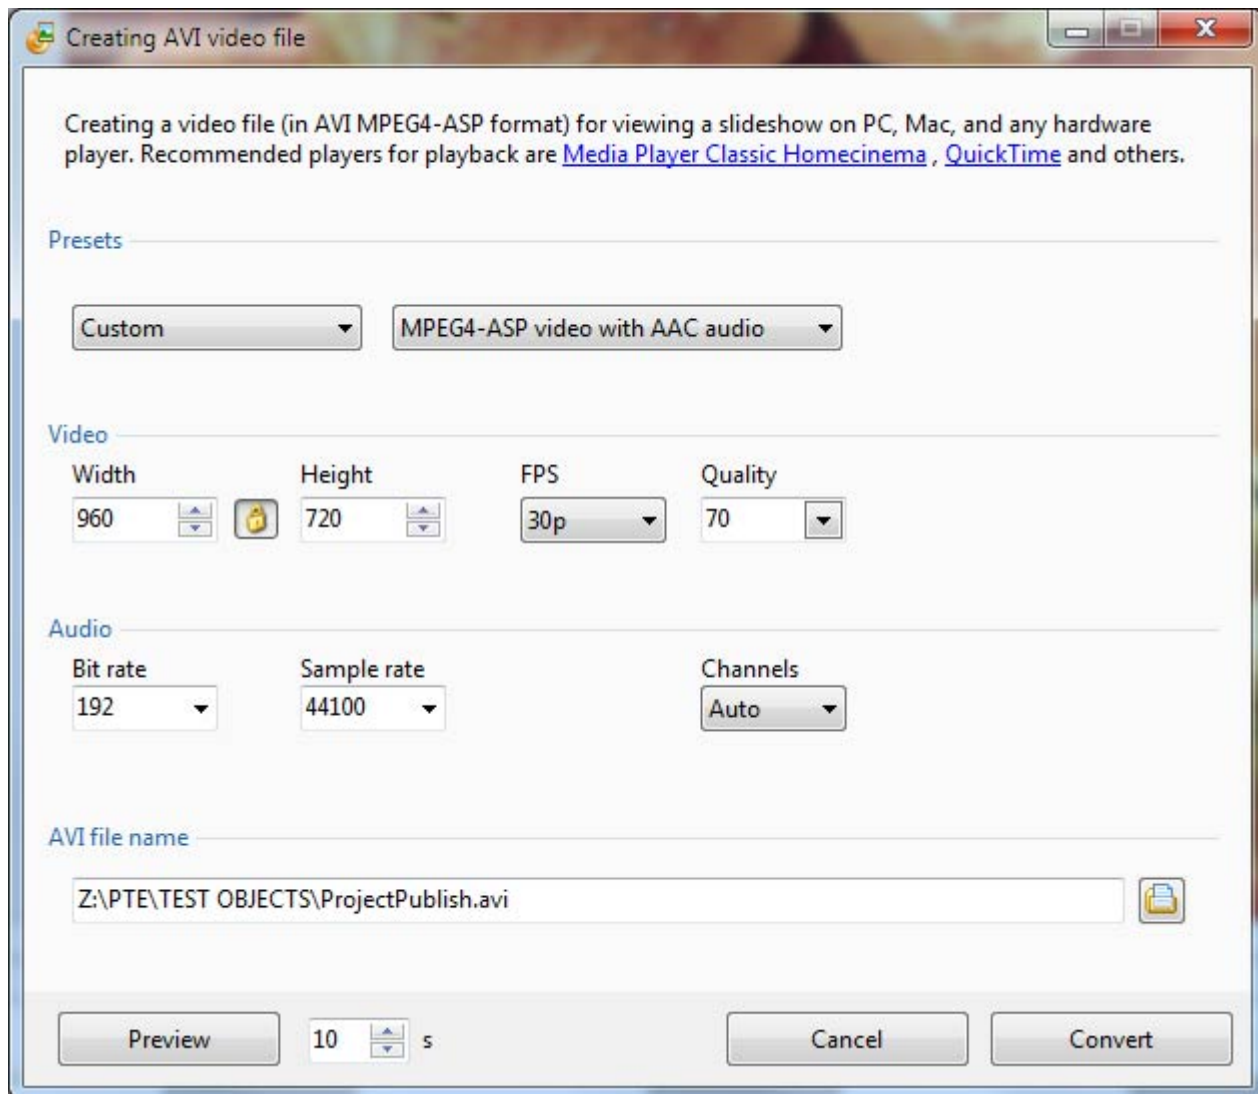 Creating AVI video file
Creating a video file (in AVI MPEG4-ASP format) for viewing a slideshow on PC, Mac, and any hardware
player. Recommended players for playback are Media Player Classic Homecinema , QuickTime and others.
Presets
Custom MPEG4-ASP video with AAC audio
Video
Width Height FPS Quality
960 720 30p 70
Audio
Bit rate Sample rate Channels
192 44100 Auto
AVI file name
Z:\PTE\TEST OBJECTS\ProjectPublish.avi
Preview 10 s Cancel Convert